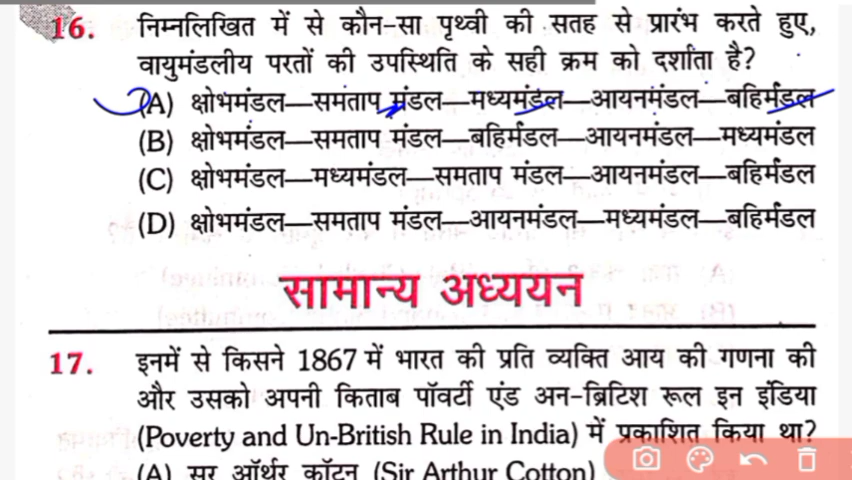 16. निम्नलिखित में से कौन-सा पृथ्वी की सतह से प्रारंभ करते हुए,
वायुमंडलीय परतों की उपस्थिति के सही क्रम को दर्शाता है?
(A) क्षोभमंडल—समताप मंडल—मध्यमंडल—आयनमंडल—बहिर्मंडल
(B) क्षोभमंडल—समताप मंडल—बहिर्मंडल—आयनमंडल—मध्यमंडल
(C) क्षोभमंडल—मध्यमंडल—समताप मंडल—आयनमंडल—बहिर्मंडल
(D) क्षोभमंडल—समताप मंडल—आयनमंडल—मध्यमंडल—बहिर्मंडल
सामान्य अध्ययन
17. इनमें से किसने 1867 में भारत की प्रति व्यक्ति आय की गणना की
और उसको अपनी किताब पॉवर्टी एंड अन-ब्रिटिश रूल इन इंडिया
(Poverty and Un-British Rule in India) में प्रकाशित किया था?
(A) सर ऑर्थर कॉटन (Sir Arthur Cotton)